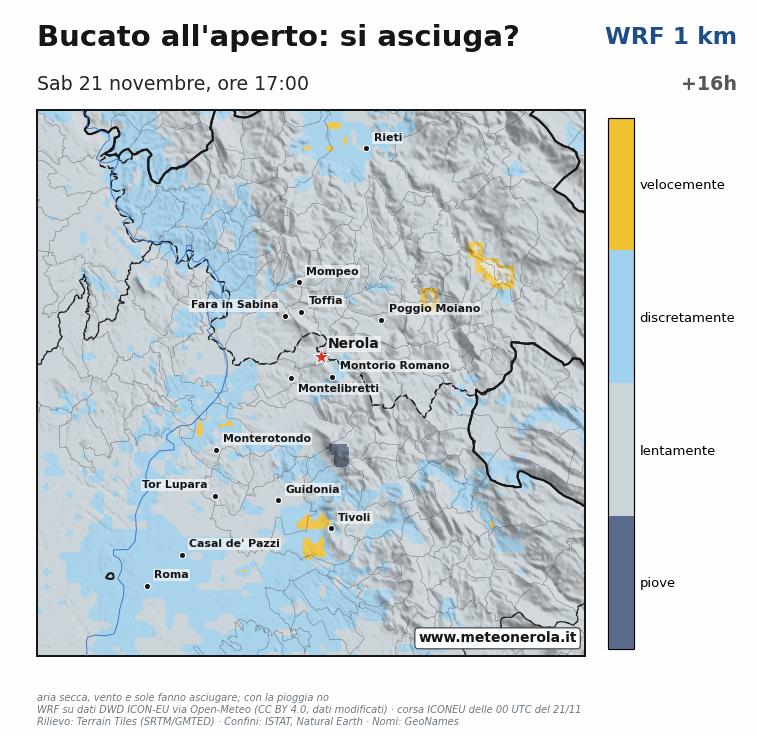 Bucato all'aperto: si asciuga?
WRF 1 km
Sab 21 novembre, ore 17:00
+16h
Rieti
Mompeo
Toffia
Fara in Sabina
Poggio Moiano
Nerola
Montorio Romano
Montelibretti
Monterotondo
Tor Lupara
Guidonia
Tivoli
Casal de' Pazzi
Roma
www.meteonerola.it
velocemente
discretamente
lentamente
piove
aria secca, vento e sole fanno asciugare; con la pioggia no
WRF su dati DWD ICON-EU via Open-Meteo (CC BY 4.0, dati modificati) · corsa ICONEU delle 00 UTC del 21/11
Rilievo: Terrain Tiles (SRTM/GMTED) · Confini: ISTAT, Natural Earth · Nomi: GeoNames